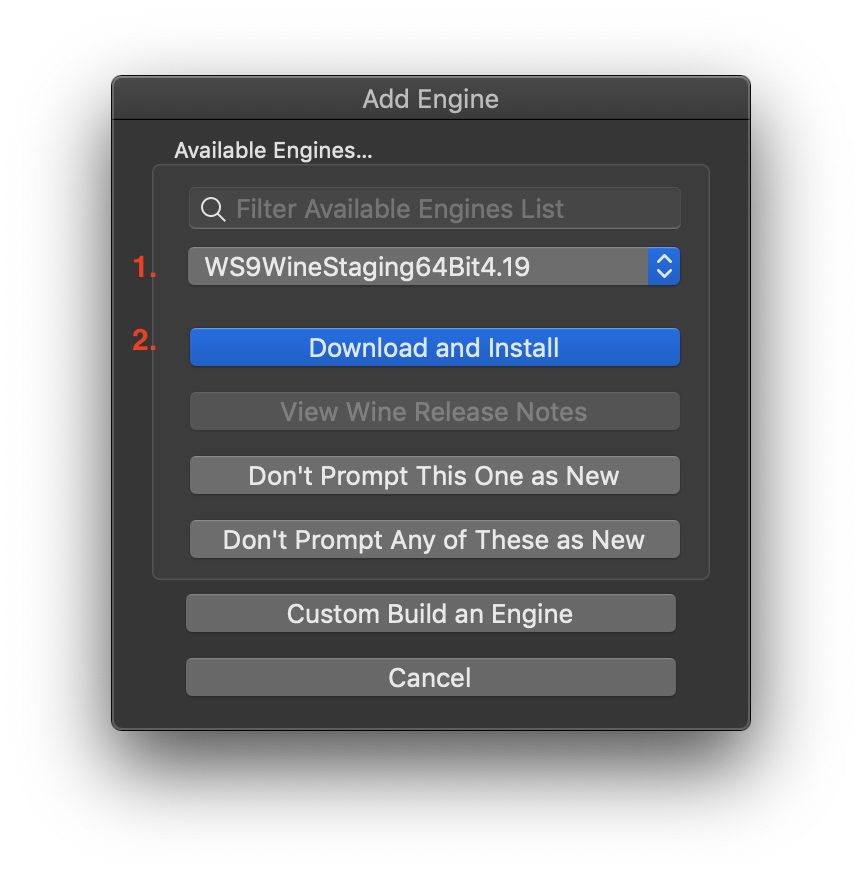 Add Engine
Available Engines...
Filter Available Engines List
1.
WS9WineStaging64Bit4.19
2.
Download and Install
View Wine Release Notes
Don't Prompt This One as New
Don't Prompt Any of These as New
Custom Build an Engine
Cancel